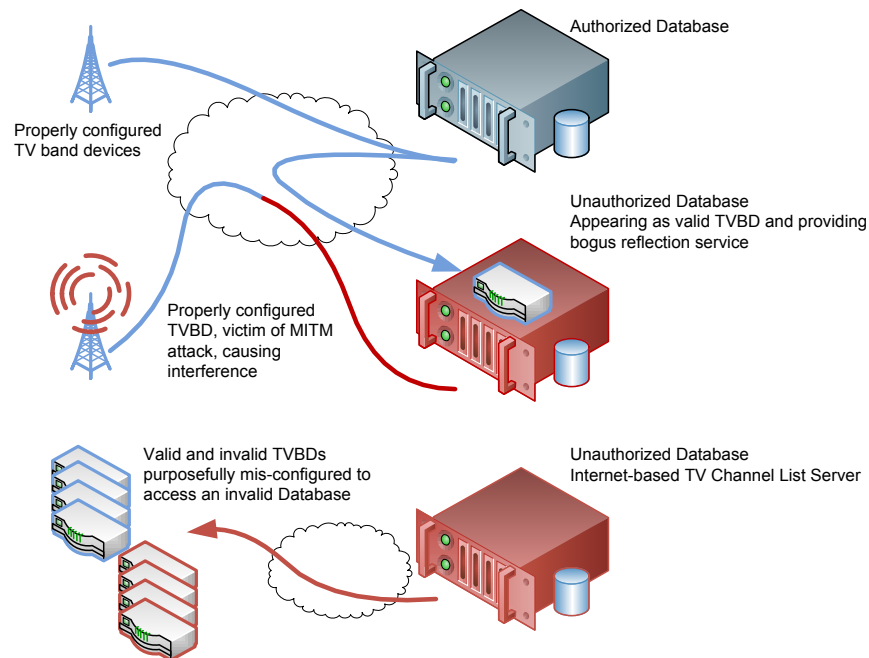 Authorized Database
Properly configured
TV band devices
Unauthorized Database
Appearing as valid TVBD and providing
bogus reflection service
Properly configured
TVBD, victim of MITM
attack, causing
interference
Valid and invalid TVBDs
purposefully mis-configured to
access an invalid Database
Unauthorized Database
Internet-based TV Channel List Server